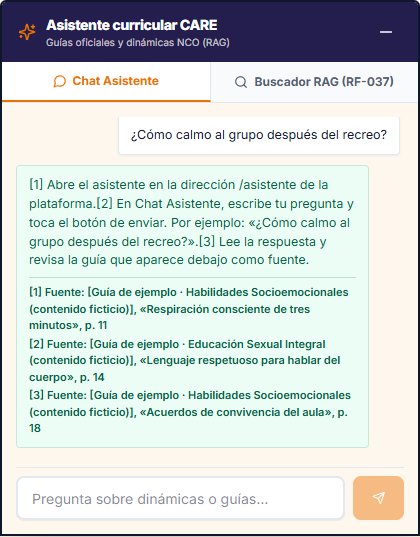 Asistente curricular CARE
Guías oficiales y dinámicas NCO (RAG)
Chat Asistente
Buscador RAG (RF-037)
¿Cómo calmo al grupo después del recreo?
[1] Abre el asistente en la dirección /asistente de la
plataforma.[2] En Chat Asistente, escribe tu pregunta y
toca el botón de enviar. Por ejemplo: «¿Cómo calmo al
grupo después del recreo?».[3] Lee la respuesta y
revisa la guía que aparece debajo como fuente.
[1] Fuente: [Guía de ejemplo · Habilidades Socioemocionales
(contenido ficticio)], «Respiración consciente de tres
minutos», p. 11
[2] Fuente: [Guía de ejemplo · Educación Sexual Integral
(contenido ficticio)], «Lenguaje respetuoso para hablar del
cuerpo», p. 14
[3] Fuente: [Guía de ejemplo · Habilidades Socioemocionales
(contenido ficticio)], «Acuerdos de convivencia del aula», p.
18
Pregunta sobre dinámicas o guías...